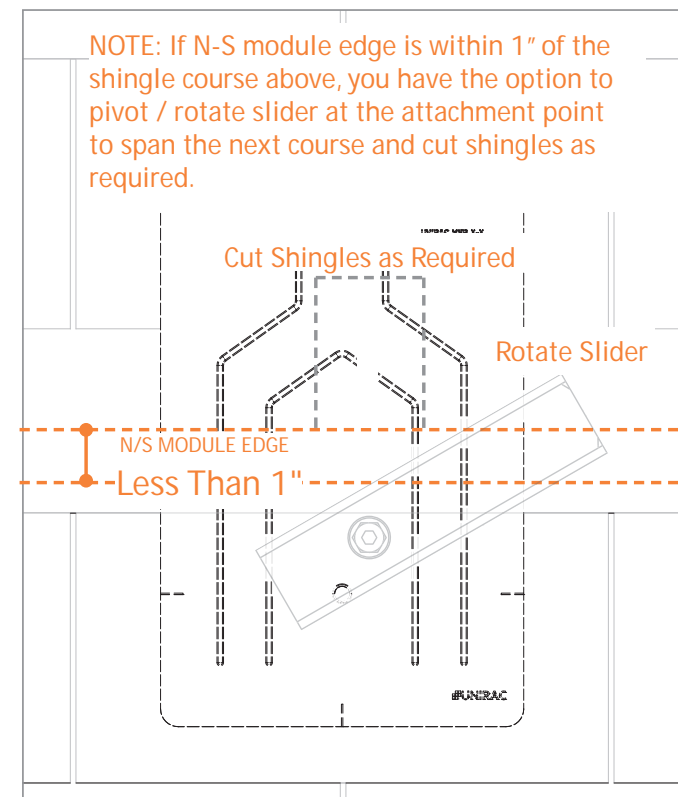 NOTE: If N-S module edge is within 1" of the
shingle course above, you have the option to
pivot / rotate slider at the attachment point
to span the next course and cut shingles as
required.
Cut Shingles as Required
Rotate Slider
N/S MODULE EDGE
Less Than 1"
UNIRAC